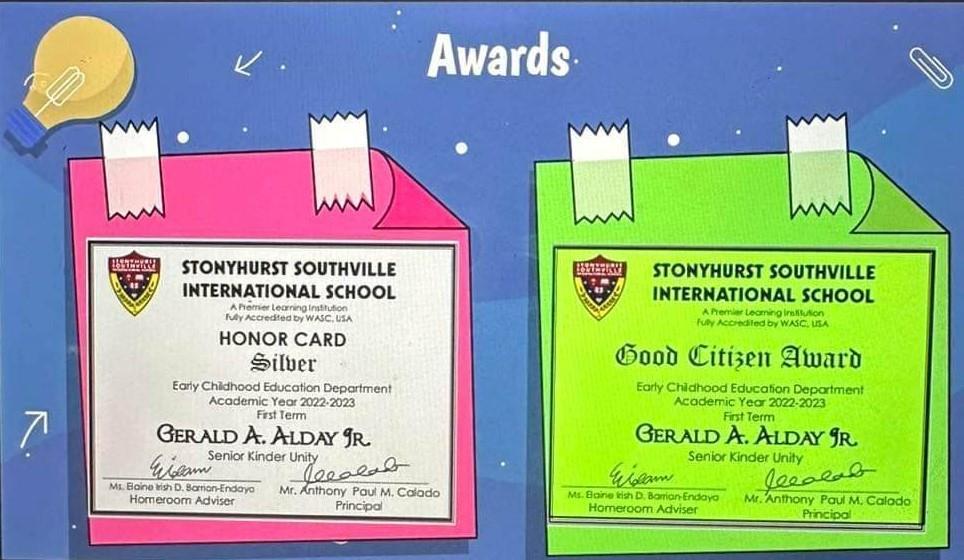 Awards
STONYHURST
SOUTHVILLE
STONYHURST SOUTHVILLE
INTERNATIONAL SCHOOL
A Premier Learning Institution
Fully Accredited by WASC, USA
HONOR CARD
Silver
Early Childhood Education Department
Academic Year 2022-2023
First Term
GERALD A. ALDAY JR.
Senior Kinder Unity
Ms. Elaine Irish D. Barrion-Endaya
Homeroom Adviser
Mr. Anthony Paul M. Calado
Principal
STONYHURST
SOUTHVILLE
STONYHURST SOUTHVILLE
INTERNATIONAL SCHOOL
A Premier Learning Institution
Fully Accredited by WASC, USA
Good Citizen Award
Early Childhood Education Department
Academic Year 2022-2023
First Term
GERALD A. ALDAY JR.
Senior Kinder Unity
Ms. Elaine Irish D. Barrion-Endaya
Homeroom Adviser
Mr. Anthony Paul M. Calado
Principal